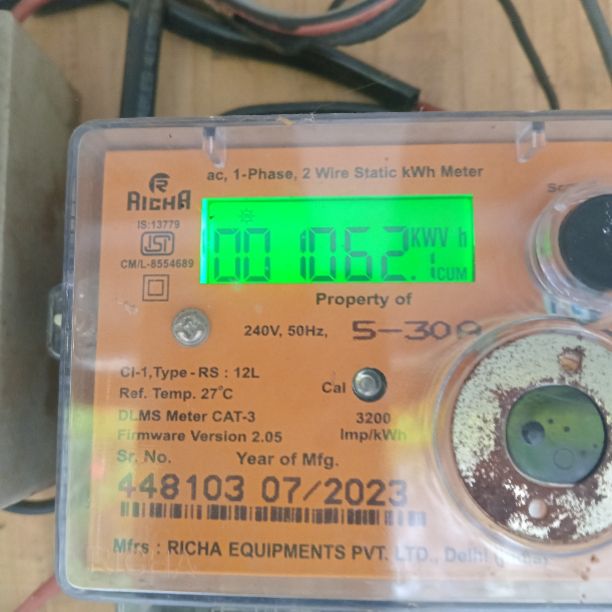 ac, 1-Phase, 2 Wire Static kWh Meter
RICHA
IS:13779
ISI
CM/L-8554689
001062.1 KWV h CUM
Property of
240V, 50Hz, 5-30A
Cl-1,Type-RS : 12L
Ref. Temp. 27°C
Cal
DLMS Meter CAT-3
3200
Firmware Version 2.05
Imp/kWh
Sr. No. Year of Mfg.
448103 07/2023
Mfrs : RICHA EQUIPMENTS PVT. LTD., Delhi